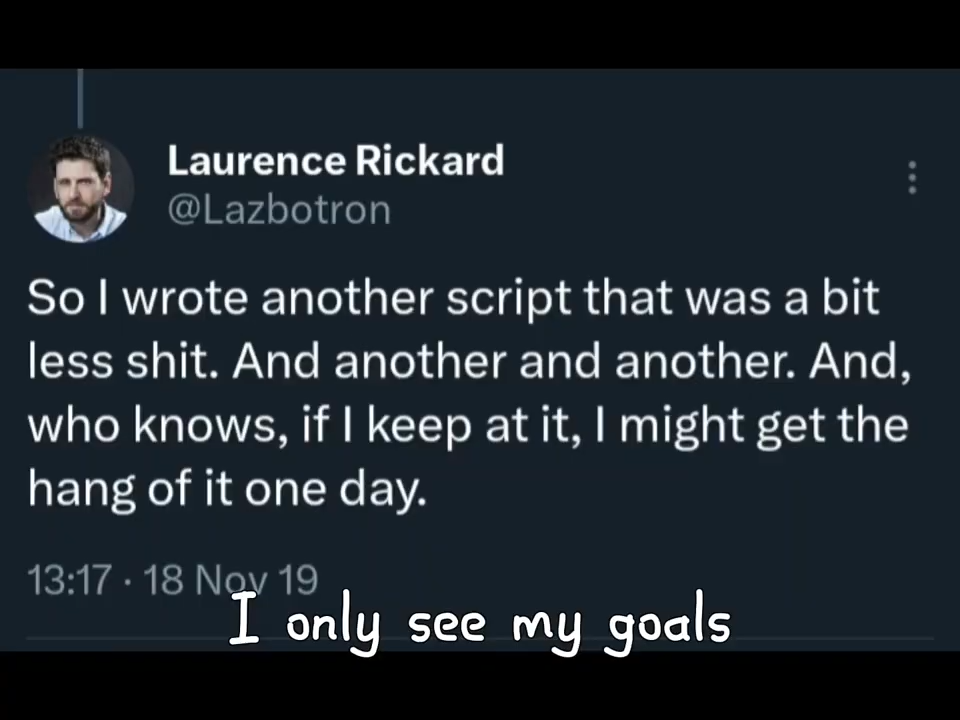 Laurence Rickard
@Lazbotron
So I wrote another script that was a bit
less shit. And another and another. And,
who knows, if I keep at it, I might get the
hang of it one day.
13:17 · 18 Nov 19
I only see my goals